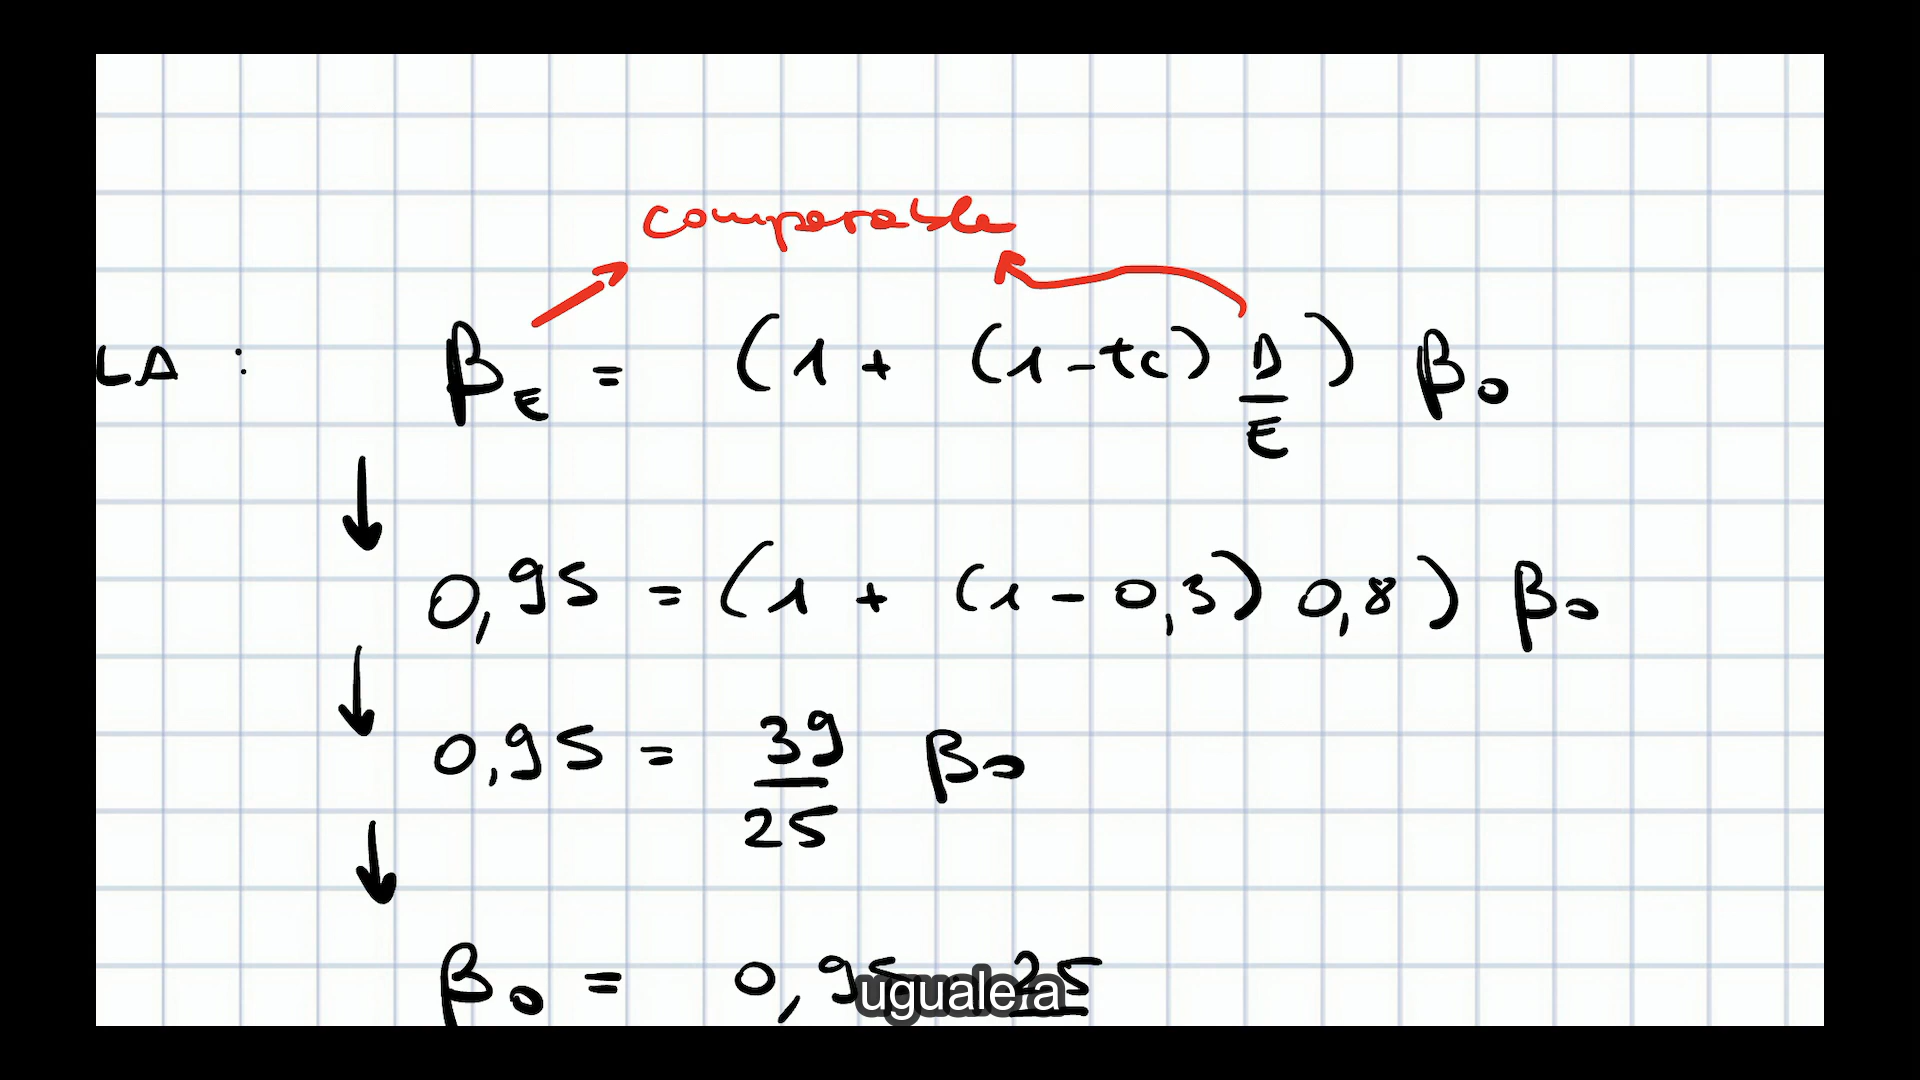 comparable
LA : βE = (1 + (1-tc) D/E) β0
0,95 = (1 + (1-0,3) 0,8) β0
0,95 = 39/25 β0
β0 = 0,95 25
uguale a